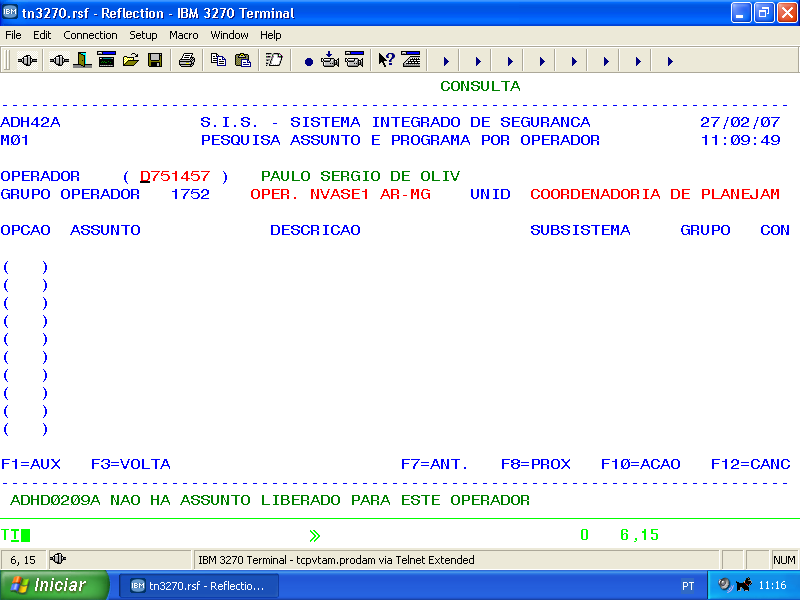 tn3270.rsf - Reflection - IBM 3270 Terminal
File Edit Connection Setup Macro Window Help
CONSULTA
ADH42A S.I.S. - SISTEMA INTEGRADO DE SEGURANCA 27/02/07
M01 PESQUISA ASSUNTO E PROGRAMA POR OPERADOR 11:09:49
OPERADOR ( D751457 ) PAULO SERGIO DE OLIV
GRUPO OPERADOR 1752 OPER. NVASE1 AR-MG UNID COORDENADORIA DE PLANEJAM
OPCAO ASSUNTO DESCRICAO SUBSISTEMA GRUPO CON
( )
( )
( )
( )
( )
( )
( )
( )
( )
( )
F1=AUX F3=VOLTA F7=ANT. F8=PROX F10=ACAO F12=CANC
ADHD0209A NAO HA ASSUNTO LIBERADO PARA ESTE OPERADOR
TI » 0 6,15
6, 15 IBM 3270 Terminal - tcpvtam.prodam via Telnet Extended NUM
Iniciar IBM tn3270.rsf - Reflectio... PT 11:16